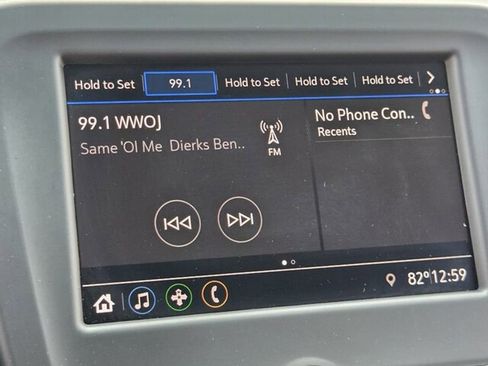 Hold to Set 99.1 Hold to Set Hold to Set Hold to Set
99.1 WWOJ
Same 'Ol Me Dierks Ben..
FM
No Phone Con..
Recents
82° 12:59